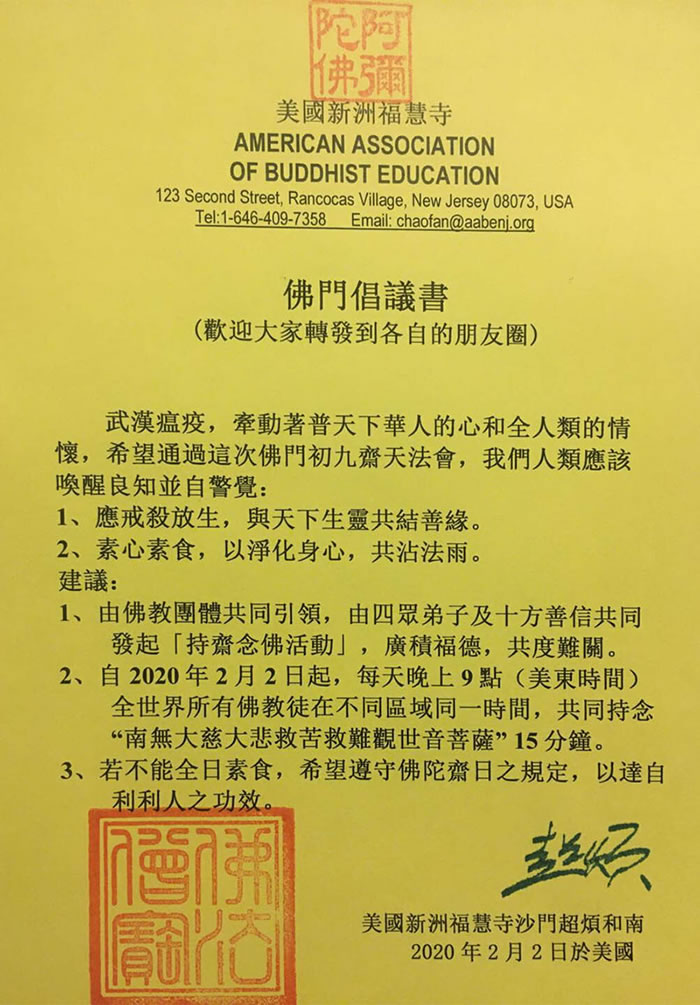 阿彌
陀佛
美國新洲福慧寺
AMERICAN ASSOCIATION
OF BUDDHIST EDUCATION
123 Second Street, Rancocas Village, New Jersey 08073, USA
Tel:1-646-409-7358 Email: chaofan@aabenj.org
佛門倡議書
(歡迎大家轉發到各自的朋友圈)
武漢瘟疫，牽動著普天下華人的心和全人類的情
懷，希望通過這次佛門初九齋天法會，我們人類應該
喚醒良知並自警覺：
1、應戒殺放生，與天下生靈共結善緣。
2、素心素食，以淨化身心，共沾法雨。
建議：
1、由佛教團體共同引領，由四眾弟子及十方善信共同
發起「持齋念佛活動」，廣積福德，共度難關。
2、自 2020 年 2 月 2 日起，每天晚上 9 點（美東時間）
全世界所有佛教徒在不同區域同一時間，共同持念
“南無大慈大悲救苦救難觀世音菩薩” 15 分鐘。
3、若不能全日素食，希望遵守佛陀齋日之規定，以達自
利利人之功效。
佛法
僧寶
超煩
美國新洲福慧寺沙門超煩和南
2020 年 2 月 2 日於美國